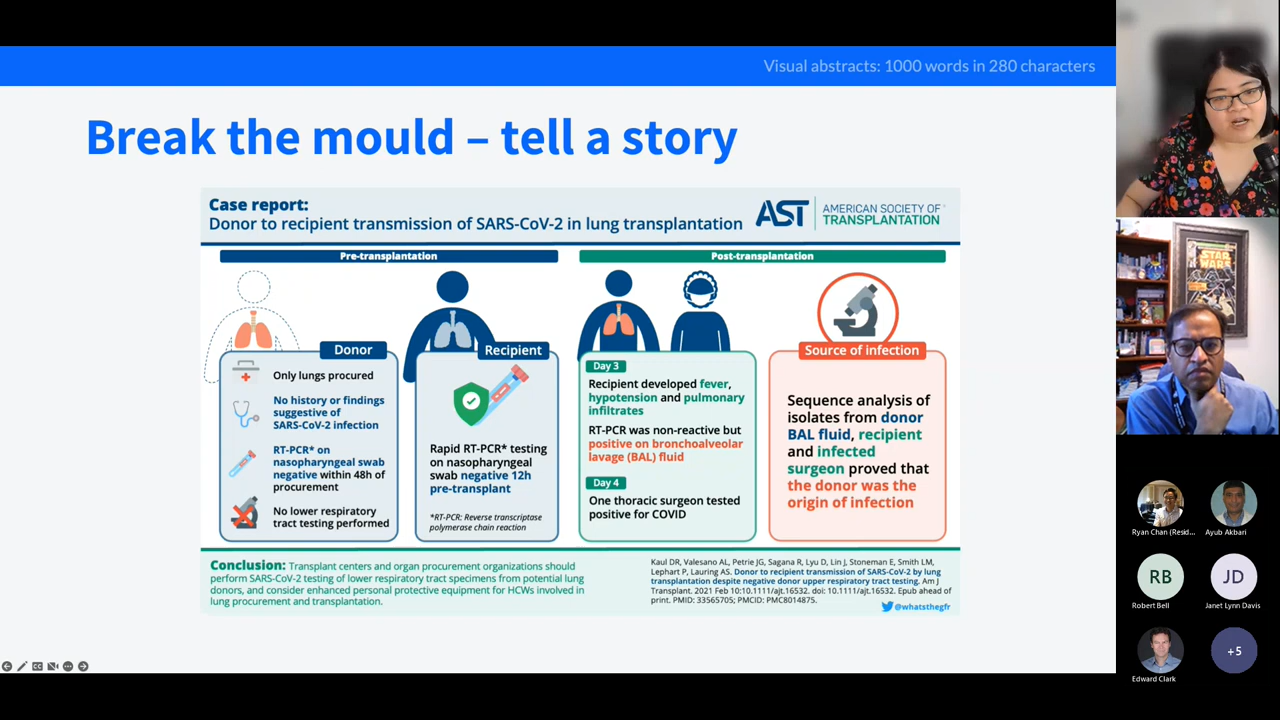 Visual abstracts: 1000 words in 280 characters
Break the mould – tell a story
Case report:
Donor to recipient transmission of SARS-CoV-2 in lung transplantation
AST
AMERICAN SOCIETY OF
TRANSPLANTATION
Pre-transplantation
Post-transplantation
Donor
Only lungs procured
No history or findings
suggestive of
SARS-CoV-2 infection
RT-PCR* on
nasopharyngeal swab
negative within 48h of
procurement
No lower respiratory
tract testing performed
Recipient
Rapid RT-PCR* testing
on nasopharyngeal
swab negative 12h
pre-transplant
*RT-PCR: Reverse transcriptase
polymerase chain reaction
Day 3
Recipient developed fever,
hypotension and pulmonary
infiltrates
RT-PCR was non-reactive but
positive on bronchoalveolar
lavage (BAL) fluid
Day 4
One thoracic surgeon tested
positive for COVID
Source of infection
Sequence analysis of
isolates from donor
BAL fluid, recipient
and infected
surgeon proved that
the donor was the
origin of infection
Conclusion: Transplant centers and organ procurement organizations should
perform SARS-CoV-2 testing of lower respiratory tract specimens from potential lung
donors, and consider enhanced personal protective equipment for HCWs involved in
lung procurement and transplantation.
Kaul DR, Valesano AL, Petrie JG, Sagana R, Lyu D, Lin J, Stoneman E, Smith LM,
Lephart P, Lauring AS. Donor to recipient transmission of SARS-CoV-2 by lung
transplantation despite negative donor upper respiratory tract testing. Am J
Transplant. 2021 Feb 10:10.1111/ajt.16532. doi: 10.1111/ajt.16532. Epub ahead of
print. PMID: 33565705; PMCID: PMC8014875.
@whatsthegfr
STAR
WARS
Ryan Chan (Resid...
Ayub Akbari
RB
Robert Bell
JD
Janet Lynn Davis
Edward Clark
+5
CC